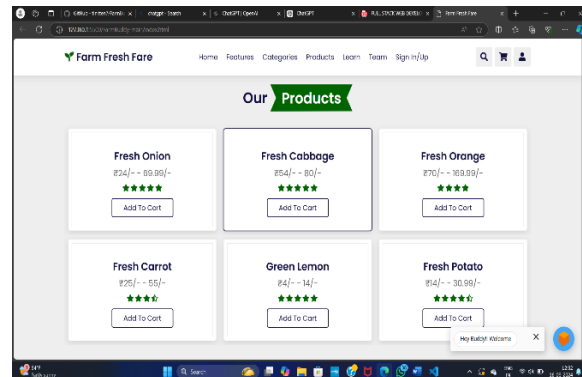 ChatGPT
Farm Fresh Fare
Home Features Categories Products Learn Team Sign In/Up
Our Products
Fresh Onion
₹24/- - 69.99/-
Add To Cart
Fresh Cabbage
₹54/- - 80/-
Add To Cart
Fresh Orange
₹70/- - 169.99/-
Add To Cart
Fresh Carrot
₹25/- - 55/-
Add To Cart
Green Lemon
₹4/- - 14/-
Add To Cart
Fresh Potato
₹14/- - 30.99/-
Add To Cart
Hey Buddy! Welcome
Search